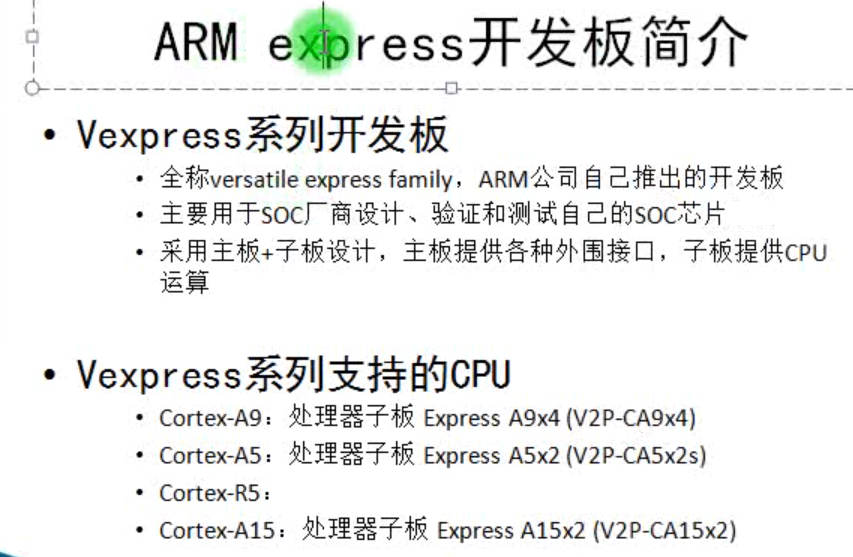 ARM express开发板简介
• Vexpress系列开发板
• 全称versatile express family，ARM公司自己推出的开发板
• 主要用于SOC厂商设计、验证和测试自己的SOC芯片
• 采用主板+子板设计，主板提供各种外围接口，子板提供CPU
运算
• Vexpress系列支持的CPU
• Cortex-A9：处理器子板 Express A9x4 (V2P-CA9x4)
• Cortex-A5：处理器子板 Express A5x2 (V2P-CA5x2s)
• Cortex-R5：
• Cortex-A15：处理器子板 Express A15x2 (V2P-CA15x2)